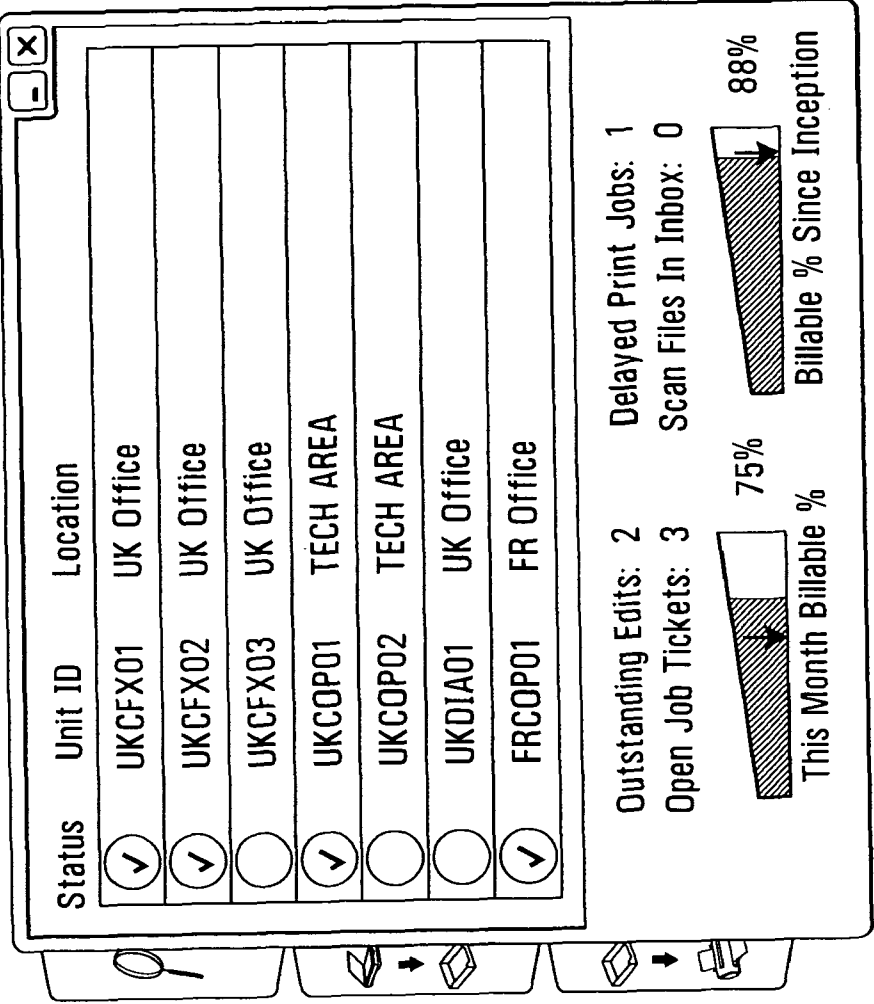 Status Unit ID Location
UKCFX01 UK Office
UKCFX02 UK Office
UKCFX03 UK Office
UKCOP01 TECH AREA
UKCOP02 TECH AREA
UKDIA01 UK Office
FRCOP01 FR Office
Outstanding Edits: 2 Delayed Print Jobs: 1
Open Job Tickets: 3 Scan Files In Inbox: 0
75% 88%
This Month Billable % Billable % Since Inception